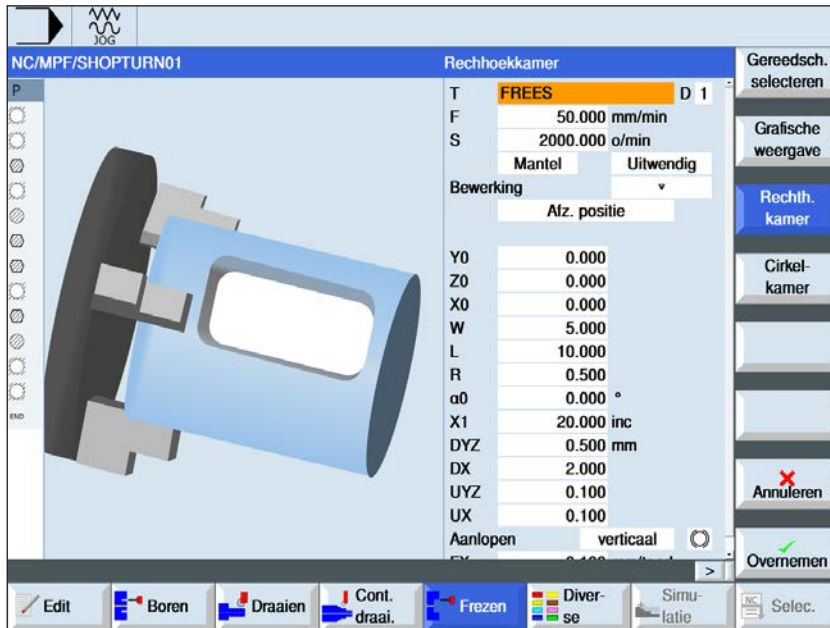 JOG
NC/MPF/SHOPTURN01
Rechhoekkamer
P
END
T FREES D 1
F 50.000 mm/min
S 2000.000 o/min
Mantel Uitwendig
Bewerking v
Afz. positie
Y0 0.000
Z0 0.000
X0 0.000
W 5.000
L 10.000
R 0.500
α0 0.000 °
X1 20.000 inc
DYZ 0.500 mm
DX 2.000
UYZ 0.100
UX 0.100
Aanlopen verticaal
>
Gereedsch.
selecteren
Grafische
weergave
Rechth.
kamer
Cirkel-
kamer
Annuleren
Overnemen
Edit
Boren
Draaien
Cont.
draai.
Frezen
Diver-
se
Simu-
latie
NC
Selec.